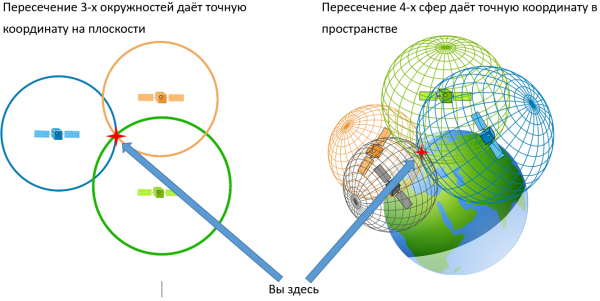 Пересечение 3-х окружностей даёт точную
координату на плоскости
Пересечение 4-х сфер даёт точную координату в
пространстве
Вы здесь